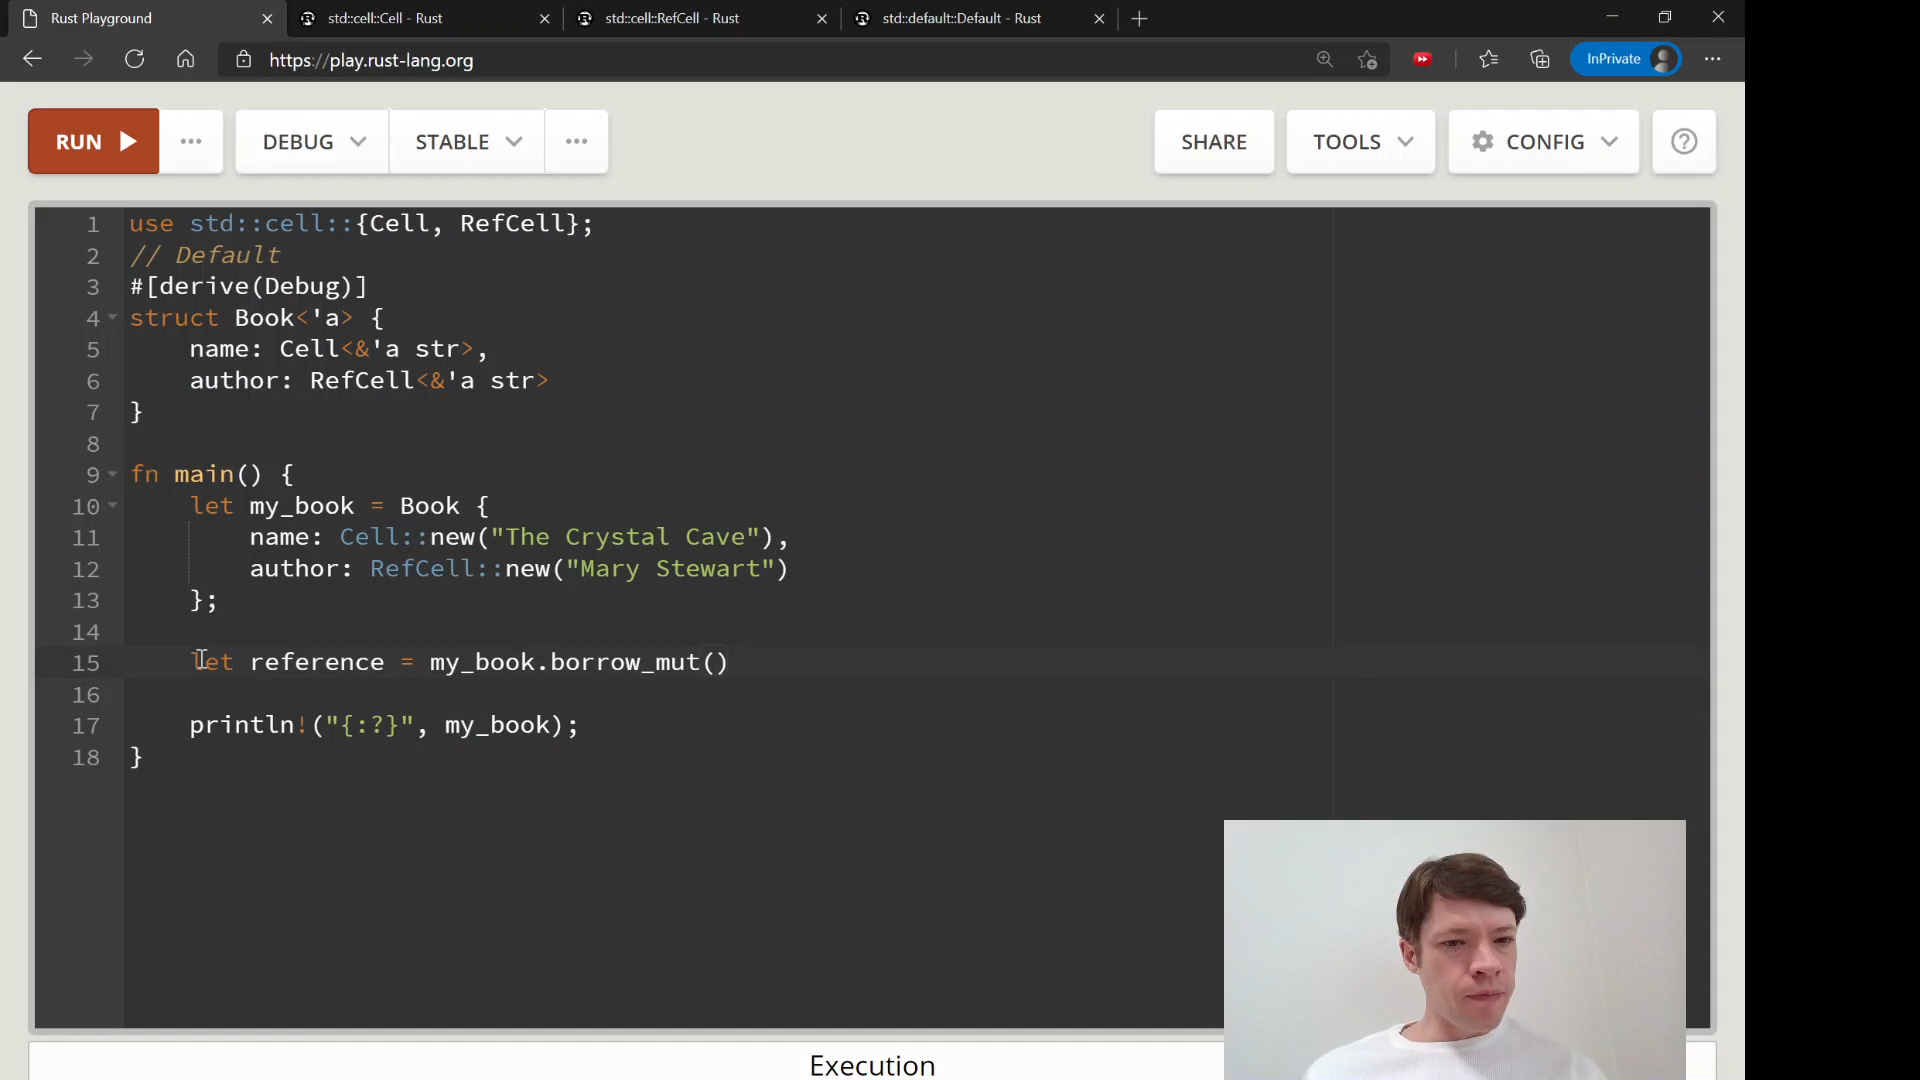 Rust Playground
std::cell::Cell - Rust
std::cell::RefCell - Rust
std::default::Default - Rust
https://play.rust-lang.org
InPrivate
RUN
DEBUG
STABLE
SHARE
TOOLS
CONFIG
1 use std::cell::{Cell, RefCell};
2 // Default
3 #[derive(Debug)]
4 struct Book<'a> {
5 name: Cell<&'a str>,
6 author: RefCell<&'a str>
7 }
8
9 fn main() {
10 let my_book = Book {
11 name: Cell::new("The Crystal Cave"),
12 author: RefCell::new("Mary Stewart")
13 };
14
15 let reference = my_book.borrow_mut()
16
17 println!("{:?}", my_book);
18 }
Execution